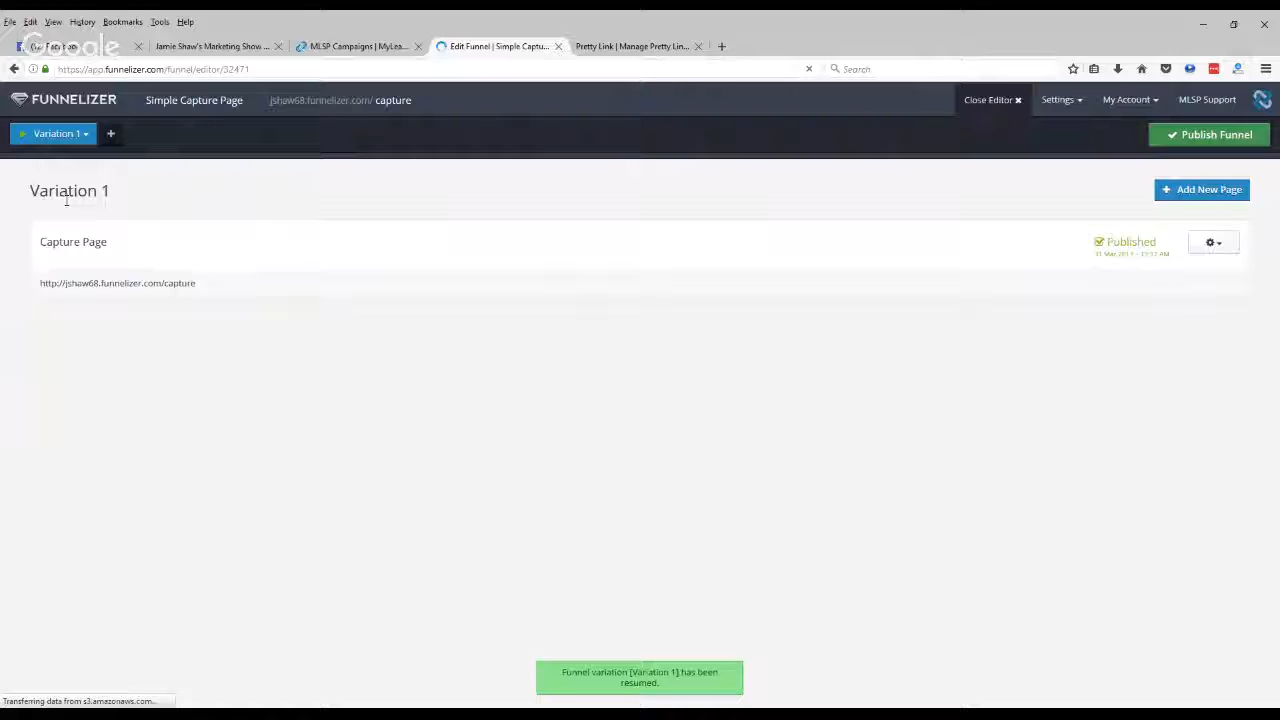 File Edit View History Bookmarks Tools Help
Google
Jamie Shaw's Marketing Show ...
MLSP Campaigns | MyLea...
Edit Funnel | Simple Captu...
Pretty Link | Manage Pretty Lin...
https://app.funnelizer.com/funnel/editor/32471
Search
FUNNELIZER
Simple Capture Page
jshaw68.funnelizer.com/ capture
Close Editor
Settings
My Account
MLSP Support
Variation 1
Publish Funnel
Variation 1
Add New Page
Capture Page
Published
http://jshaw68.funnelizer.com/capture
Funnel variation [Variation 1] has been
resumed.
Transferring data from s3.amazonaws.com...